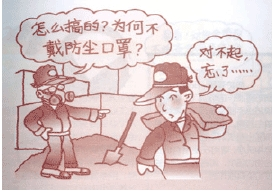 怎么搞的？为何不
戴防尘口罩？
对不起，
忘了……